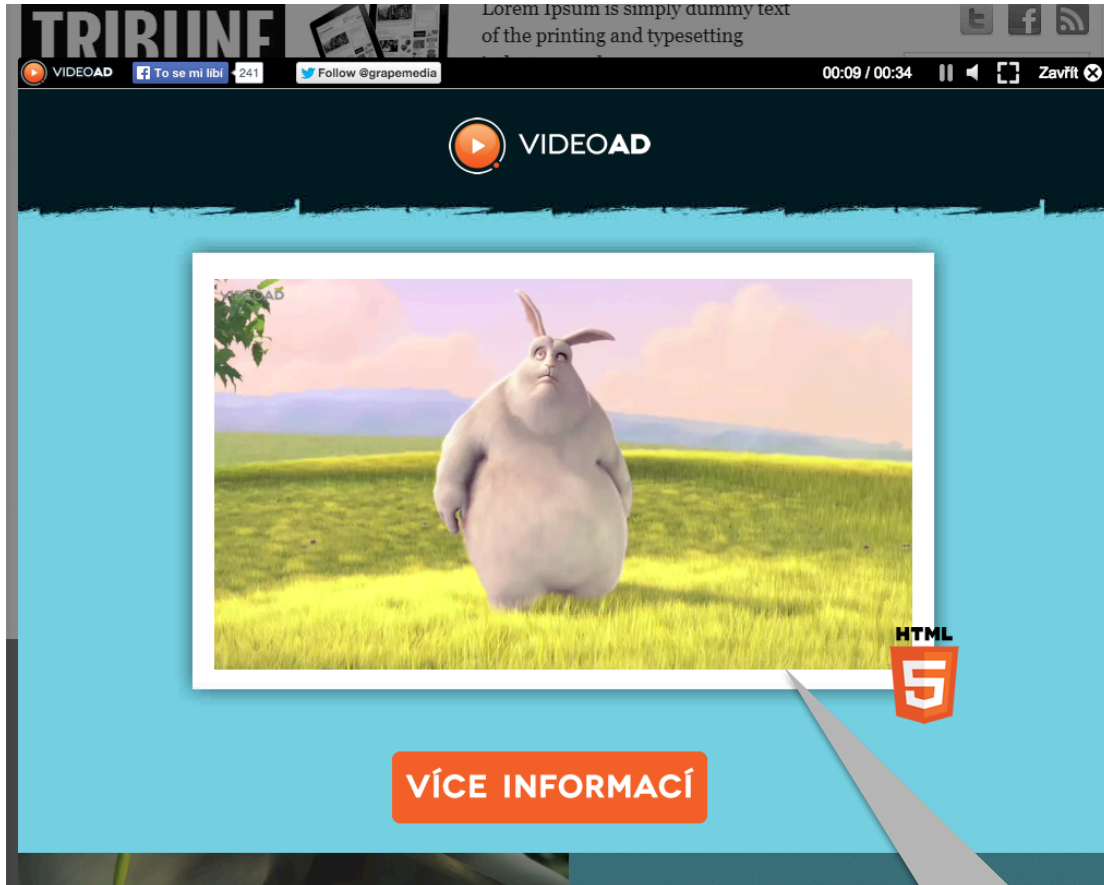 TRIBUNE
Lorem Ipsum is simply dummy text
of the printing and typesetting
VIDEOAD To se mi líbí 241 Follow @grapemedia 00:09 / 00:34 Zavřít
VIDEOAD
VIDEOAD
HTML
5
VÍCE INFORMACÍ